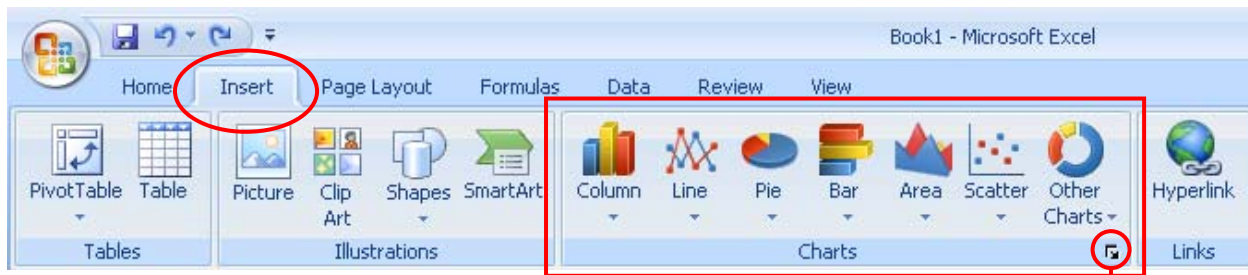 Book1 - Microsoft Excel
Home Insert Page Layout Formulas Data Review View
PivotTable Table Picture Clip Art Shapes SmartArt Column Line Pie Bar Area Scatter Other Charts Hyperlink
Tables Illustrations Charts Links